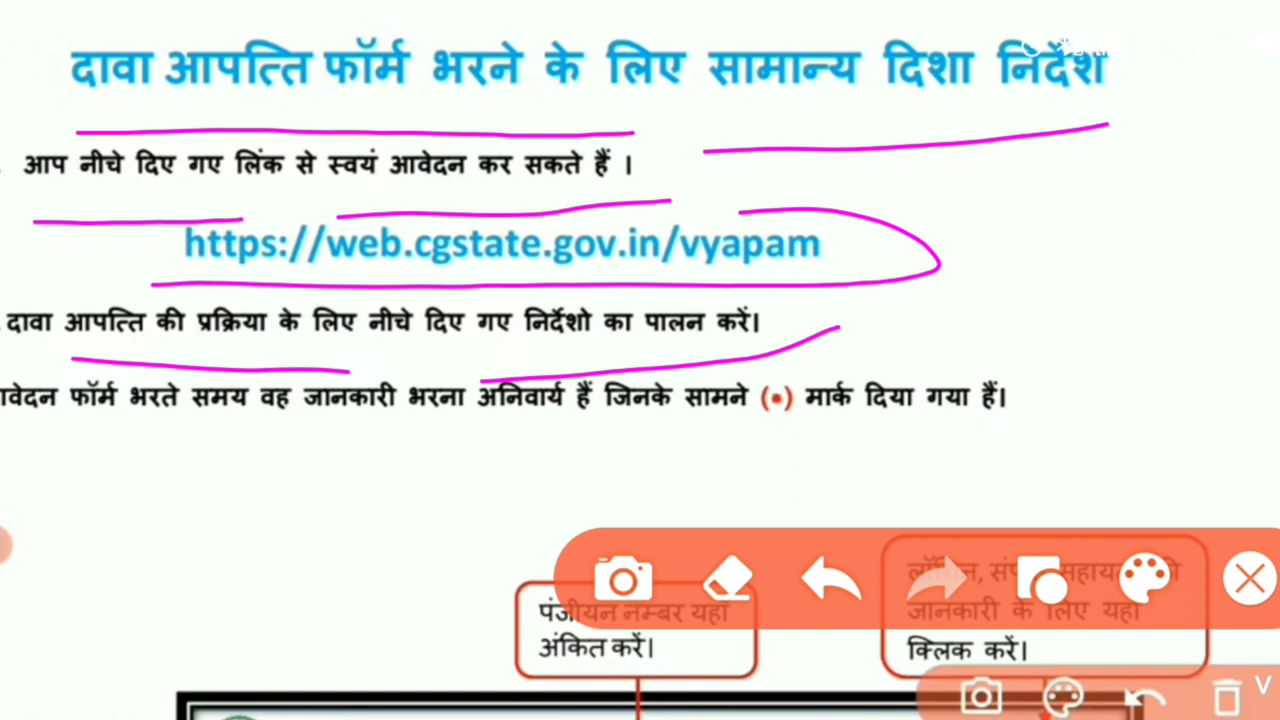 दावा आपत्ति फॉर्म भरने के लिए सामान्य दिशा निर्देश
आप नीचे दिए गए लिंक से स्वयं आवेदन कर सकते हैं ।
https://web.cgstate.gov.in/vyapam
दावा आपत्ति की प्रक्रिया के लिए नीचे दिए गए निर्देशो का पालन करें।
ावेदन फॉर्म भरते समय वह जानकारी भरना अनिवार्य हैं जिनके सामने (*) मार्क दिया गया हैं।
पंजीयन नम्बर यहाँ
अंकित करें।
जानकारी के लिए यहाँ
क्लिक करें।
V